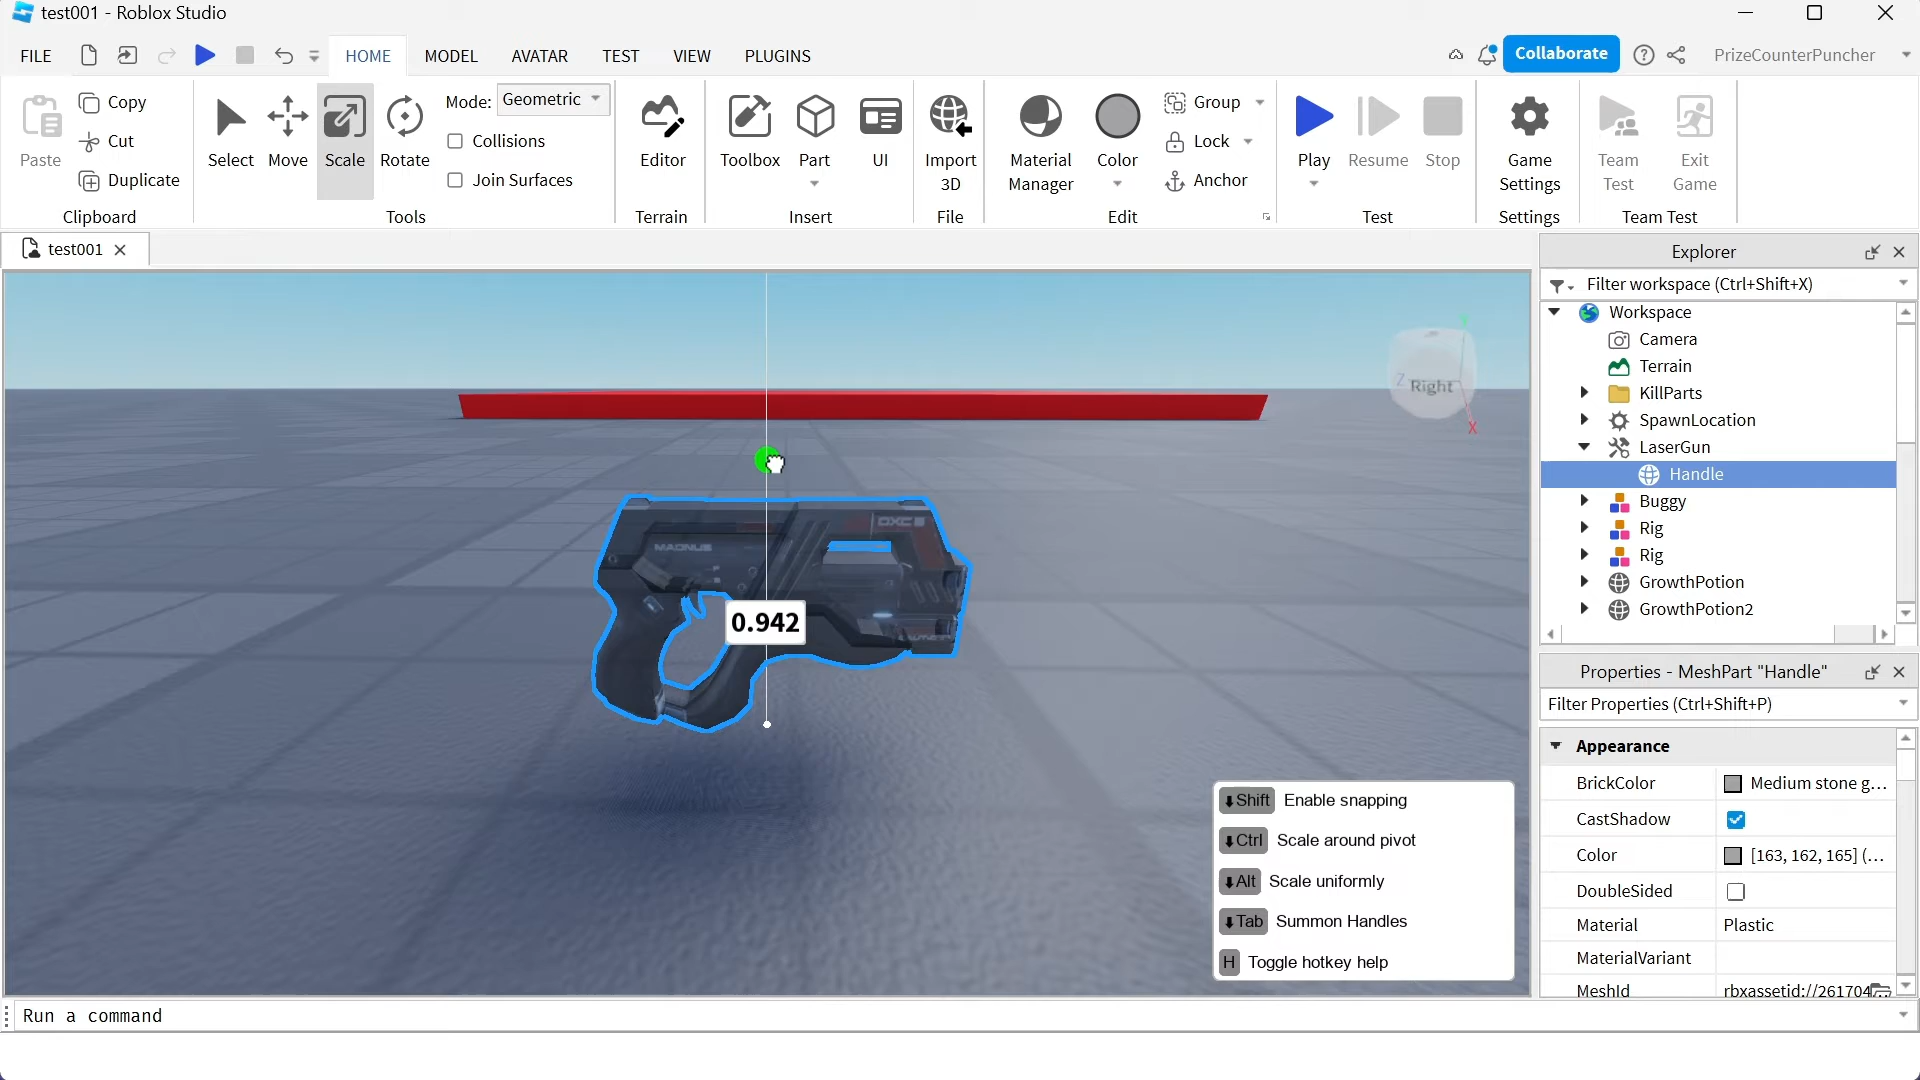 test001 - Roblox Studio
FILE HOME MODEL AVATAR TEST VIEW PLUGINS Collaborate PrizeCounterPuncher
Paste Copy Cut Duplicate
Clipboard
Select Move Scale Rotate Mode: Geometric
Collisions
Join Surfaces
Tools
Editor
Terrain
Toolbox Part UI
Insert
Import 3D
File
Material Manager Color Group Lock Anchor
Edit
Play Resume Stop
Test
Game Settings
Settings
Team Test Exit Game
Team Test
test001
Right
Z
X
MAGNUS
0.942
Shift Enable snapping
Ctrl Scale around pivot
Alt Scale uniformly
Tab Summon Handles
H Toggle hotkey help
Explorer
Filter workspace (Ctrl+Shift+X)
Workspace
Camera
Terrain
KillParts
SpawnLocation
LaserGun
Handle
Buggy
Rig
Rig
GrowthPotion
GrowthPotion2
Properties - MeshPart "Handle"
Filter Properties (Ctrl+Shift+P)
Appearance
BrickColor Medium stone g...
CastShadow
Color [163, 162, 165] (...
DoubleSided
Material Plastic
MaterialVariant
MeshId rbxassetid://261704
Run a command